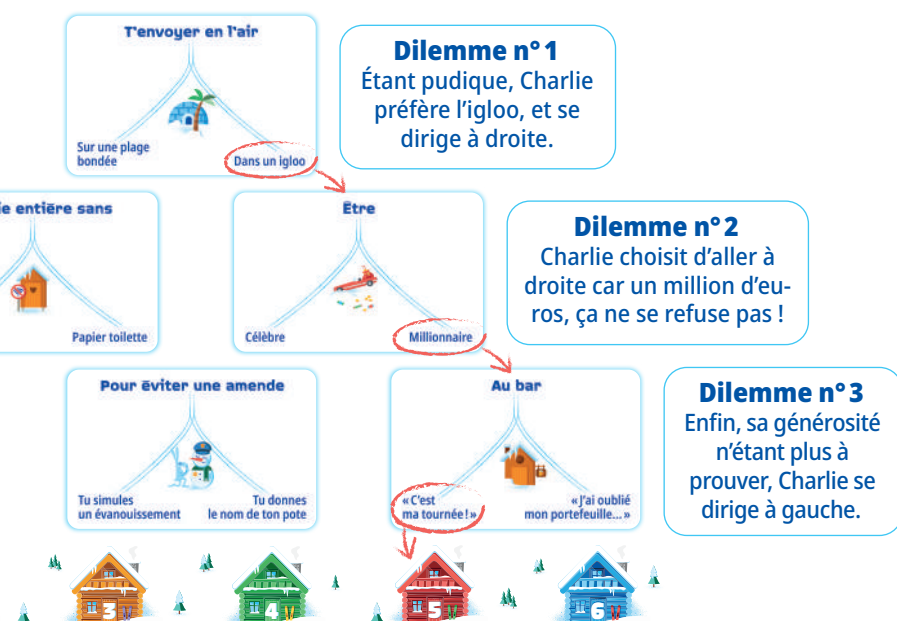 T'envoyer en l'air
Sur une plage
bondée
Dans un igloo
Dilemme n° 1
Étant pudique, Charlie
préfère l'igloo, et se
dirige à droite.
ie entière sans
Papier toilette
Être
Célèbre
Millionnaire
Dilemme n° 2
Charlie choisit d'aller à
droite car un million d'eu-
ros, ça ne se refuse pas !
Pour éviter une amende
Tu simules
un évanouissement
Tu donnes
le nom de ton pote
Au bar
« C'est
ma tournée ! »
« J'ai oublié
mon portefeuille... »
Dilemme n° 3
Enfin, sa générosité
n'étant plus à
prouver, Charlie se
dirige à gauche.
3
4
5
6